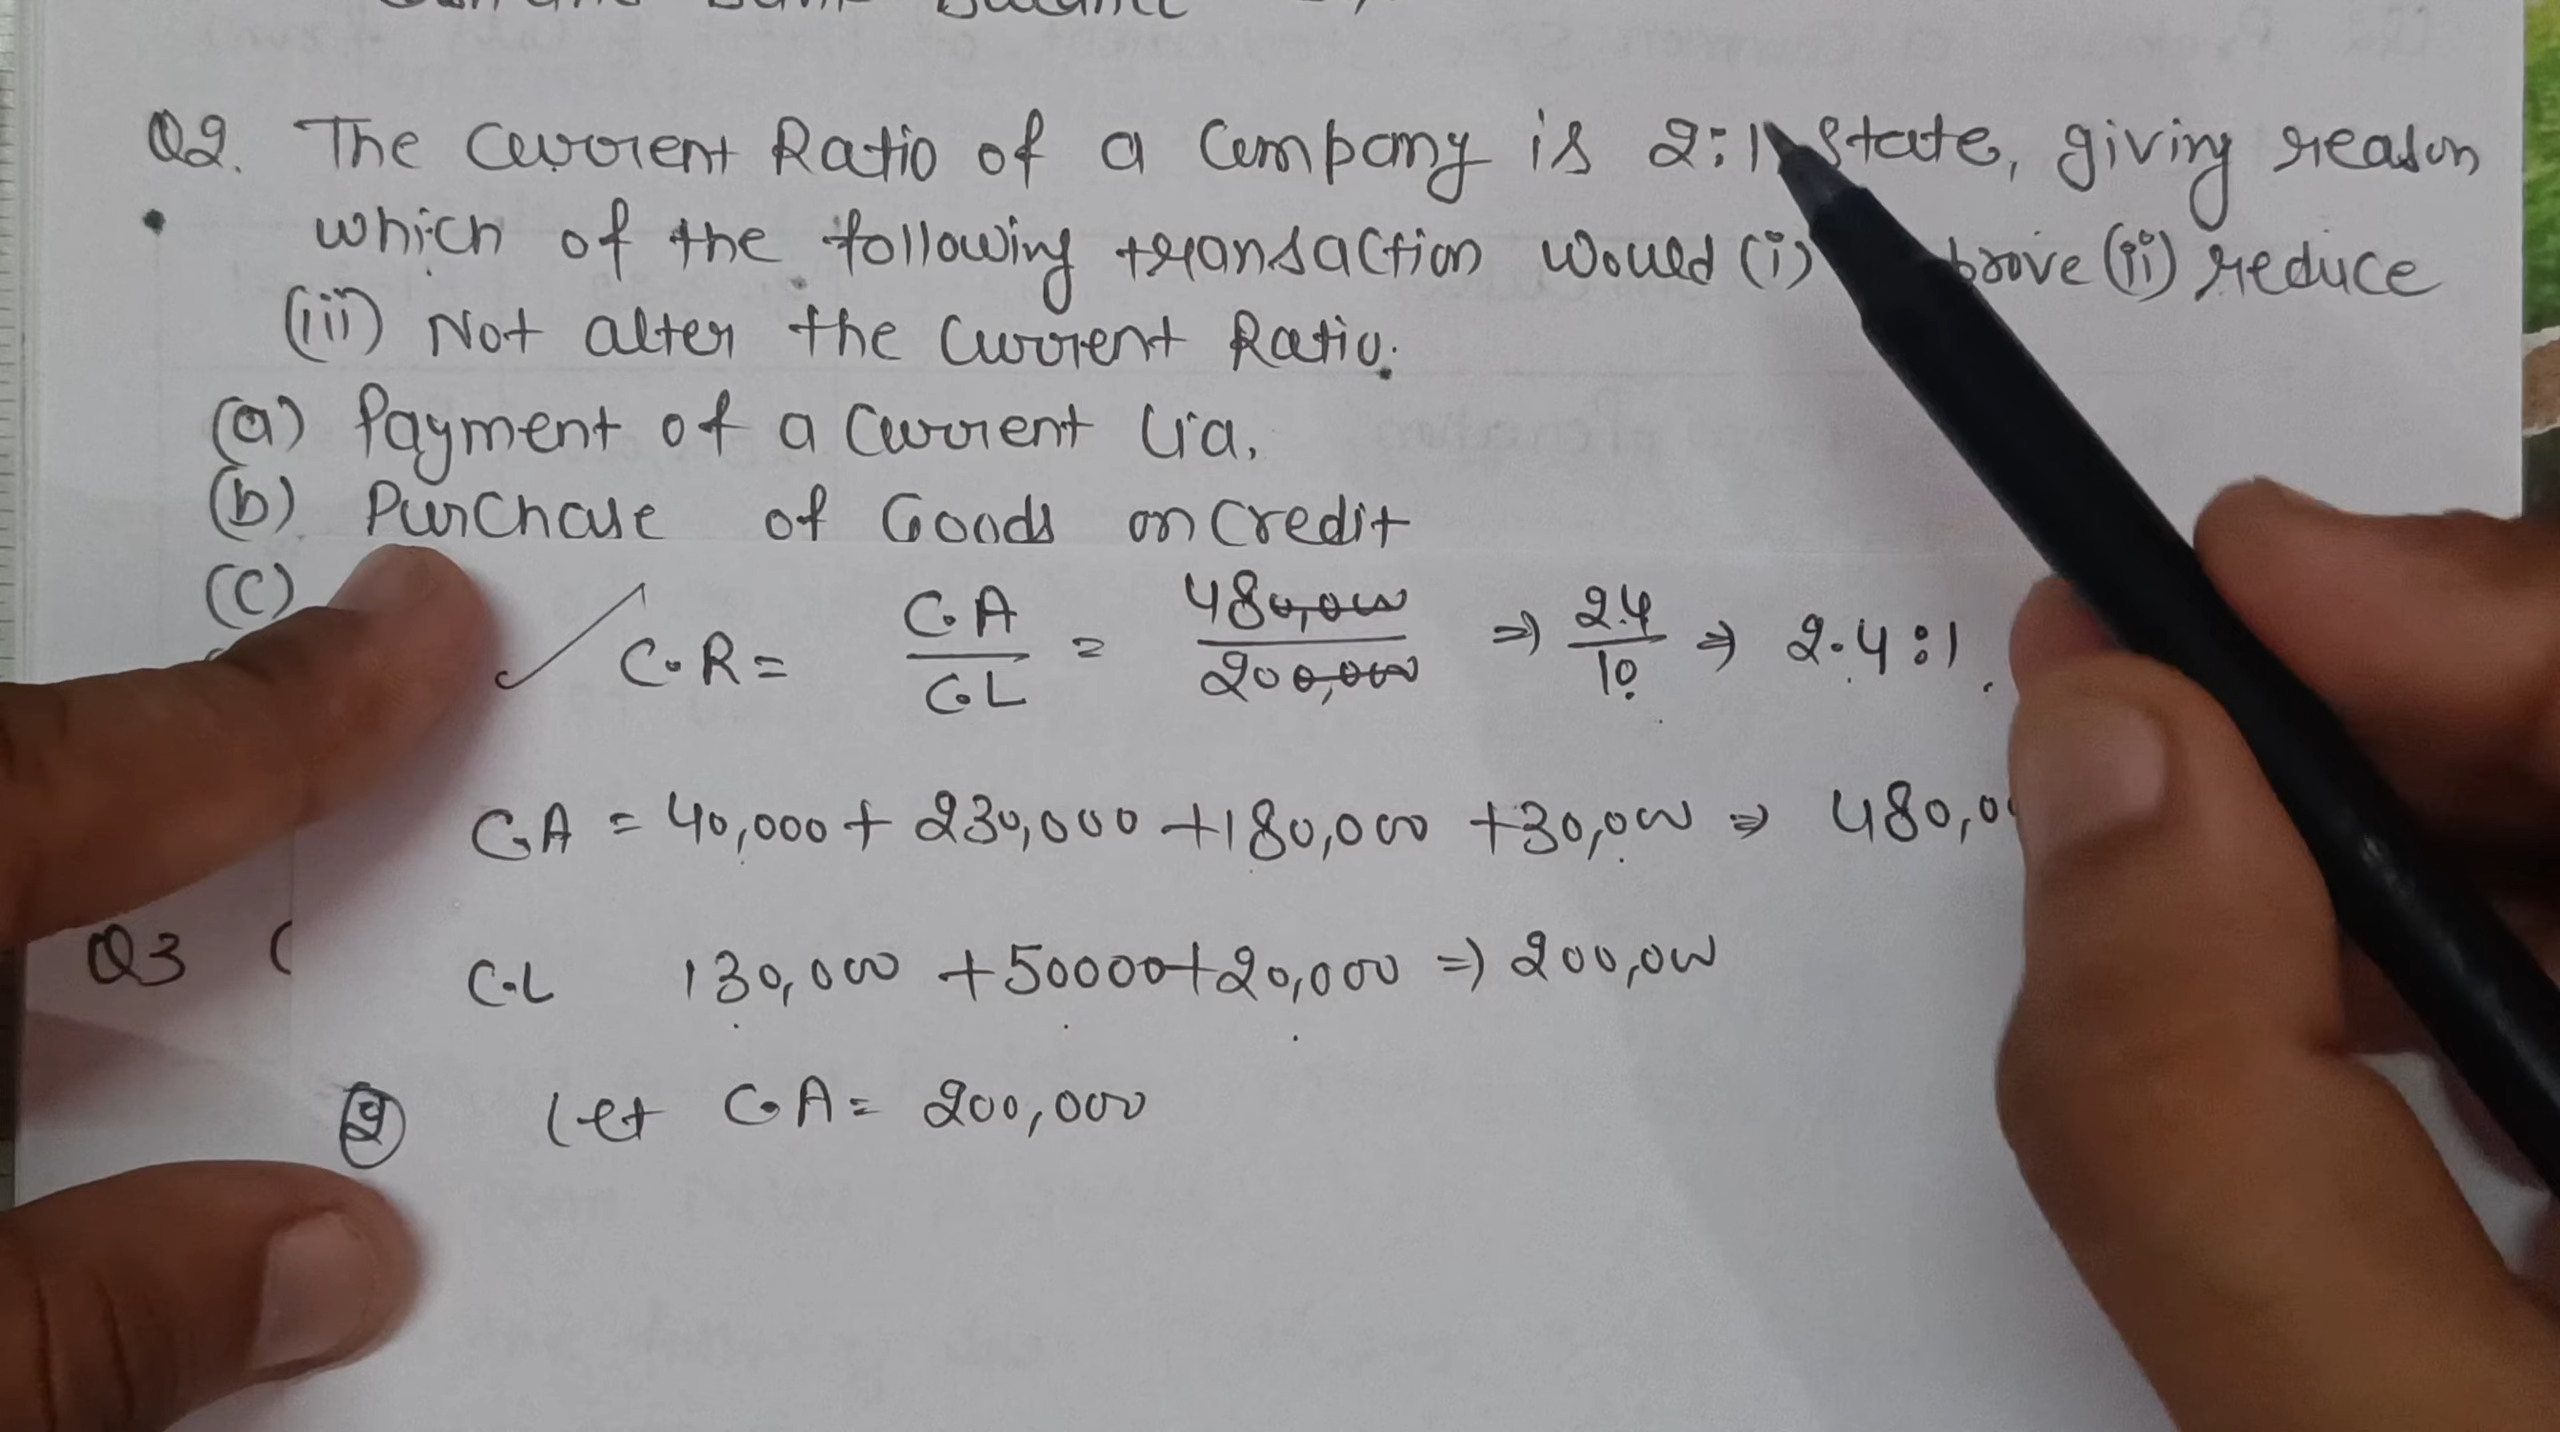 Q2. The Current Ratio of a Company is 2:1 State, giving reason
which of the following transaction would (i) prove (ii) reduce
(iii) Not alter the Current Ratio.
(a) Payment of a Current Lia.
(b) Purchase of Goods on Credit
(C)
C.R = C.A / C.L = 480,000 / 200,000 ⇒ 24 / 10 ⇒ 2.4:1
C.A = 40,000 + 230,000 + 180,000 + 30,000 ⇒ 480,0
Q3 (
C.L 130,000 + 50000 + 20,000 ⇒ 200,000
2 Let C.A = 200,000